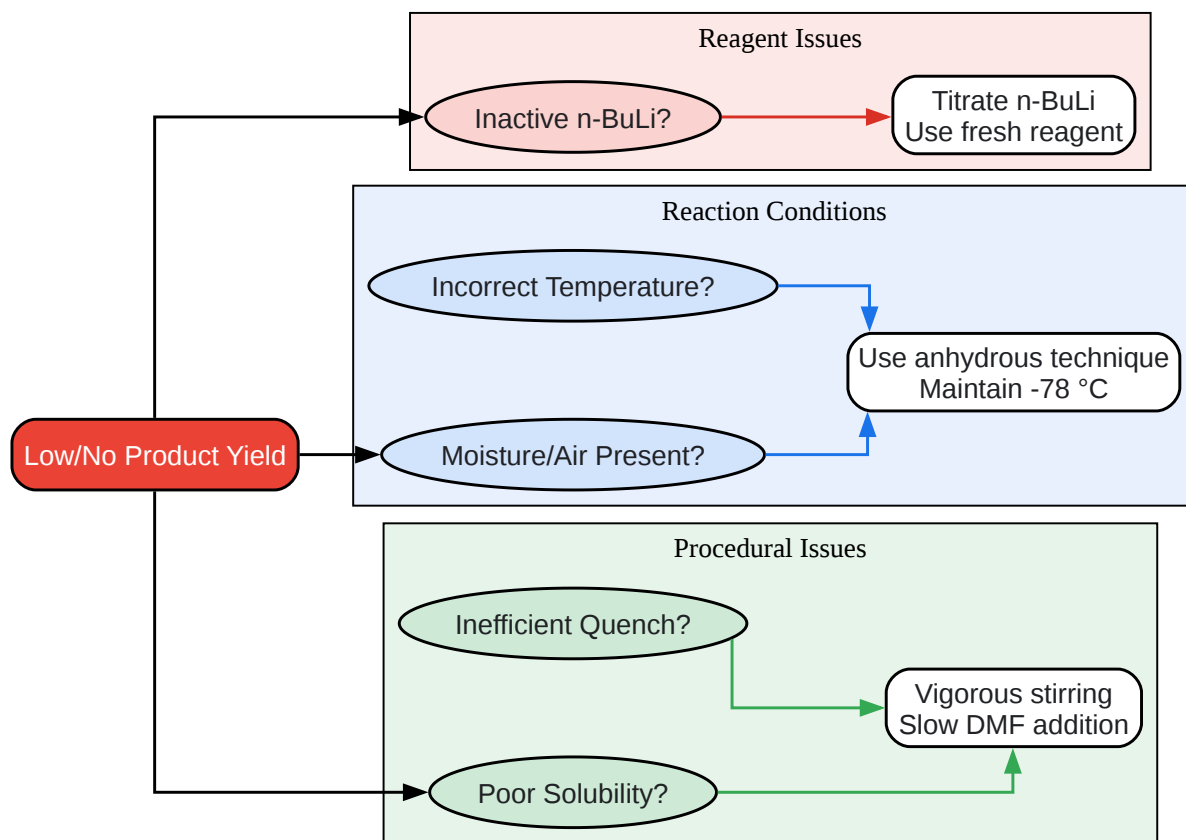 Reagent Issues
Inactive n-BuLi?
Titrate n-BuLi
Use fresh reagent
Reaction Conditions
Incorrect Temperature?
Use anhydrous technique
Maintain -78 °C
Low/No Product Yield
Moisture/Air Present?
Procedural Issues
Inefficient Quench?
Vigorous stirring
Slow DMF addition
Poor Solubility?